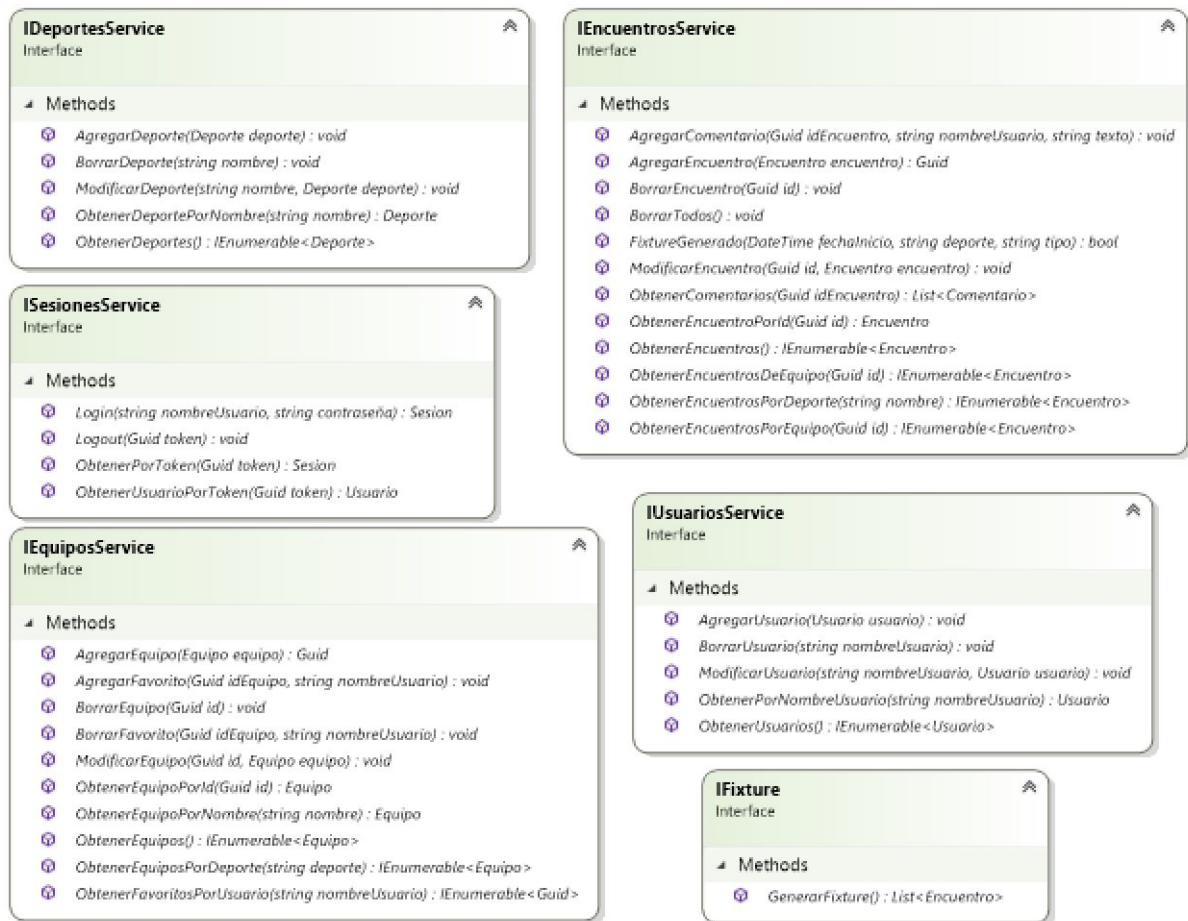 IDeportesService
Interface
Methods
AgregarDeporte(Deporte deporte) : void
BorrarDeporte(string nombre) : void
ModificarDeporte(string nombre, Deporte deporte) : void
ObtenerDeportePorNombre(string nombre) : Deporte
ObtenerDeportes() : IEnumerable<Deporte>
ISesionesService
Interface
Methods
Login(string nombreUsuario, string contraseña) : Sesion
Logout(Guid token) : void
ObtenerPorToken(Guid token) : Sesion
ObtenerUsuarioPorToken(Guid token) : Usuario
IEquiposService
Interface
Methods
AgregarEquipo(Equipo equipo) : Guid
AgregarFavorito(Guid idEquipo, string nombreUsuario) : void
BorrarEquipo(Guid id) : void
BorrarFavorito(Guid idEquipo, string nombreUsuario) : void
ModificarEquipo(Guid id, Equipo equipo) : void
ObtenerEquipoPorId(Guid id) : Equipo
ObtenerEquipoPorNombre(string nombre) : Equipo
ObtenerEquipos() : IEnumerable<Equipo>
ObtenerEquiposPorDeporte(string deporte) : IEnumerable<Equipo>
ObtenerFavoritosPorUsuario(string nombreUsuario) : IEnumerable<Guid>
IEncuentrosService
Interface
Methods
AgregarComentario(Guid idEncuentro, string nombreUsuario, string texto) : void
AgregarEncuentro(Encuentro encuentro) : Guid
BorrarEncuentro(Guid id) : void
BorrarTodos() : void
FixtureGenerado(DateTime fechaInicio, string deporte, string tipo) : bool
ModificarEncuentro(Guid id, Encuentro encuentro) : void
ObtenerComentarios(Guid idEncuentro) : List<Comentario>
ObtenerEncuentroPorId(Guid id) : Encuentro
ObtenerEncuentros() : IEnumerable<Encuentro>
ObtenerEncuentrosDeEquipo(Guid id) : IEnumerable<Encuentro>
ObtenerEncuentrosPorDeporte(string nombre) : IEnumerable<Encuentro>
ObtenerEncuentrosPorEquipo(Guid id) : IEnumerable<Encuentro>
IUsuariosService
Interface
Methods
AgregarUsuario(Usuario usuario) : void
BorrarUsuario(string nombreUsuario) : void
ModificarUsuario(string nombreUsuario, Usuario usuario) : void
ObtenerPorNombreUsuario(string nombreUsuario) : Usuario
ObtenerUsuarios() : IEnumerable<Usuario>
IFixture
Interface
Methods
GenerarFixture() : List<Encuentro>